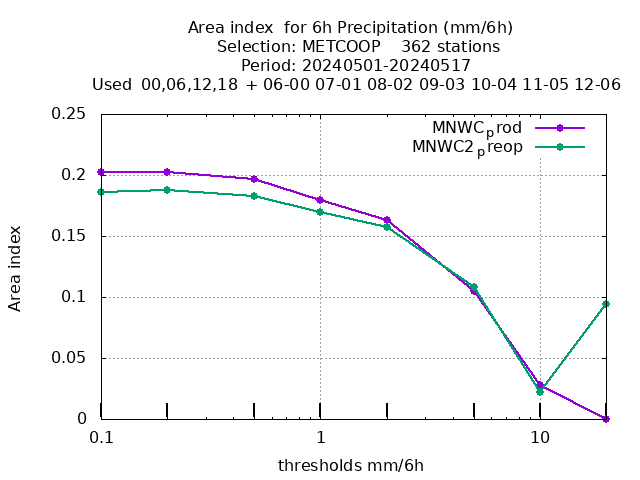 Area index  for 6h Precipitation (mm/6h)
Selection: METCOOP    362 stations
Period: 20240501-20240517
Used  00,06,12,18  + 06-00 07-01 08-02 09-03 10-04 11-05 12-06
0.25
0.2
0.15
0.1
0.05
0
Area index
MNWCprod
MNWC2preop
0.1 1 10
thresholds mm/6h